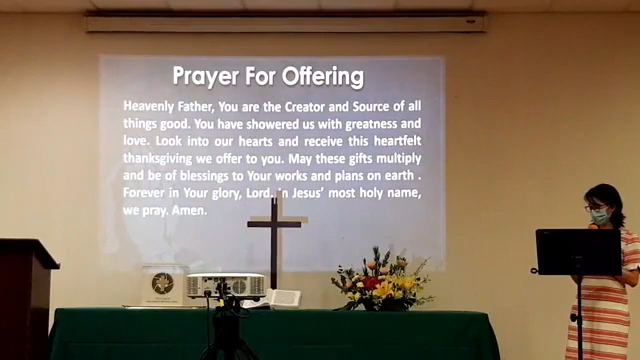 Prayer For Offering
Heavenly Father, You are the Creator and Source of all
things good. You have showered us with greatness and
love. Look into our hearts and receive this heartfelt
thanksgiving we offer to you. May these gifts multiply
and be of blessings to Your works and plans on earth .
Forever in Your glory, Lord. In Jesus' most holy name,
we pray. Amen.